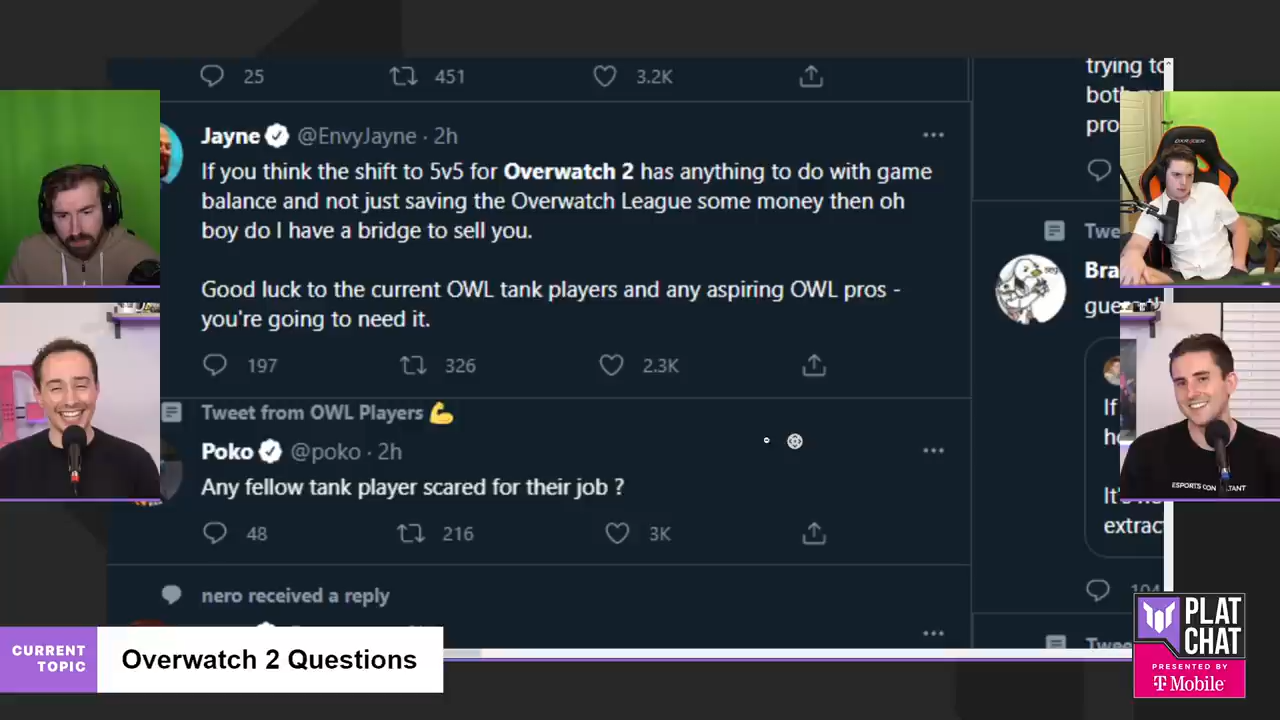 25 451 3.2K
Jayne @EnvyJayne · 2h
If you think the shift to 5v5 for Overwatch 2 has anything to do with game
balance and not just saving the Overwatch League some money then oh
boy do I have a bridge to sell you.
Good luck to the current OWL tank players and any aspiring OWL pros -
you're going to need it.
197 326 2.3K
Tweet from OWL Players 💪
Poko @poko · 2h
Any fellow tank player scared for their job ?
48 216 3K
nero received a reply
trying to
both
pro
Twe
Bra
If
extrac
104
ESPORTS CON TANT
CURRENT
TOPIC
Overwatch 2 Questions
PLAT
CHAT
PRESENTED BY
T Mobile